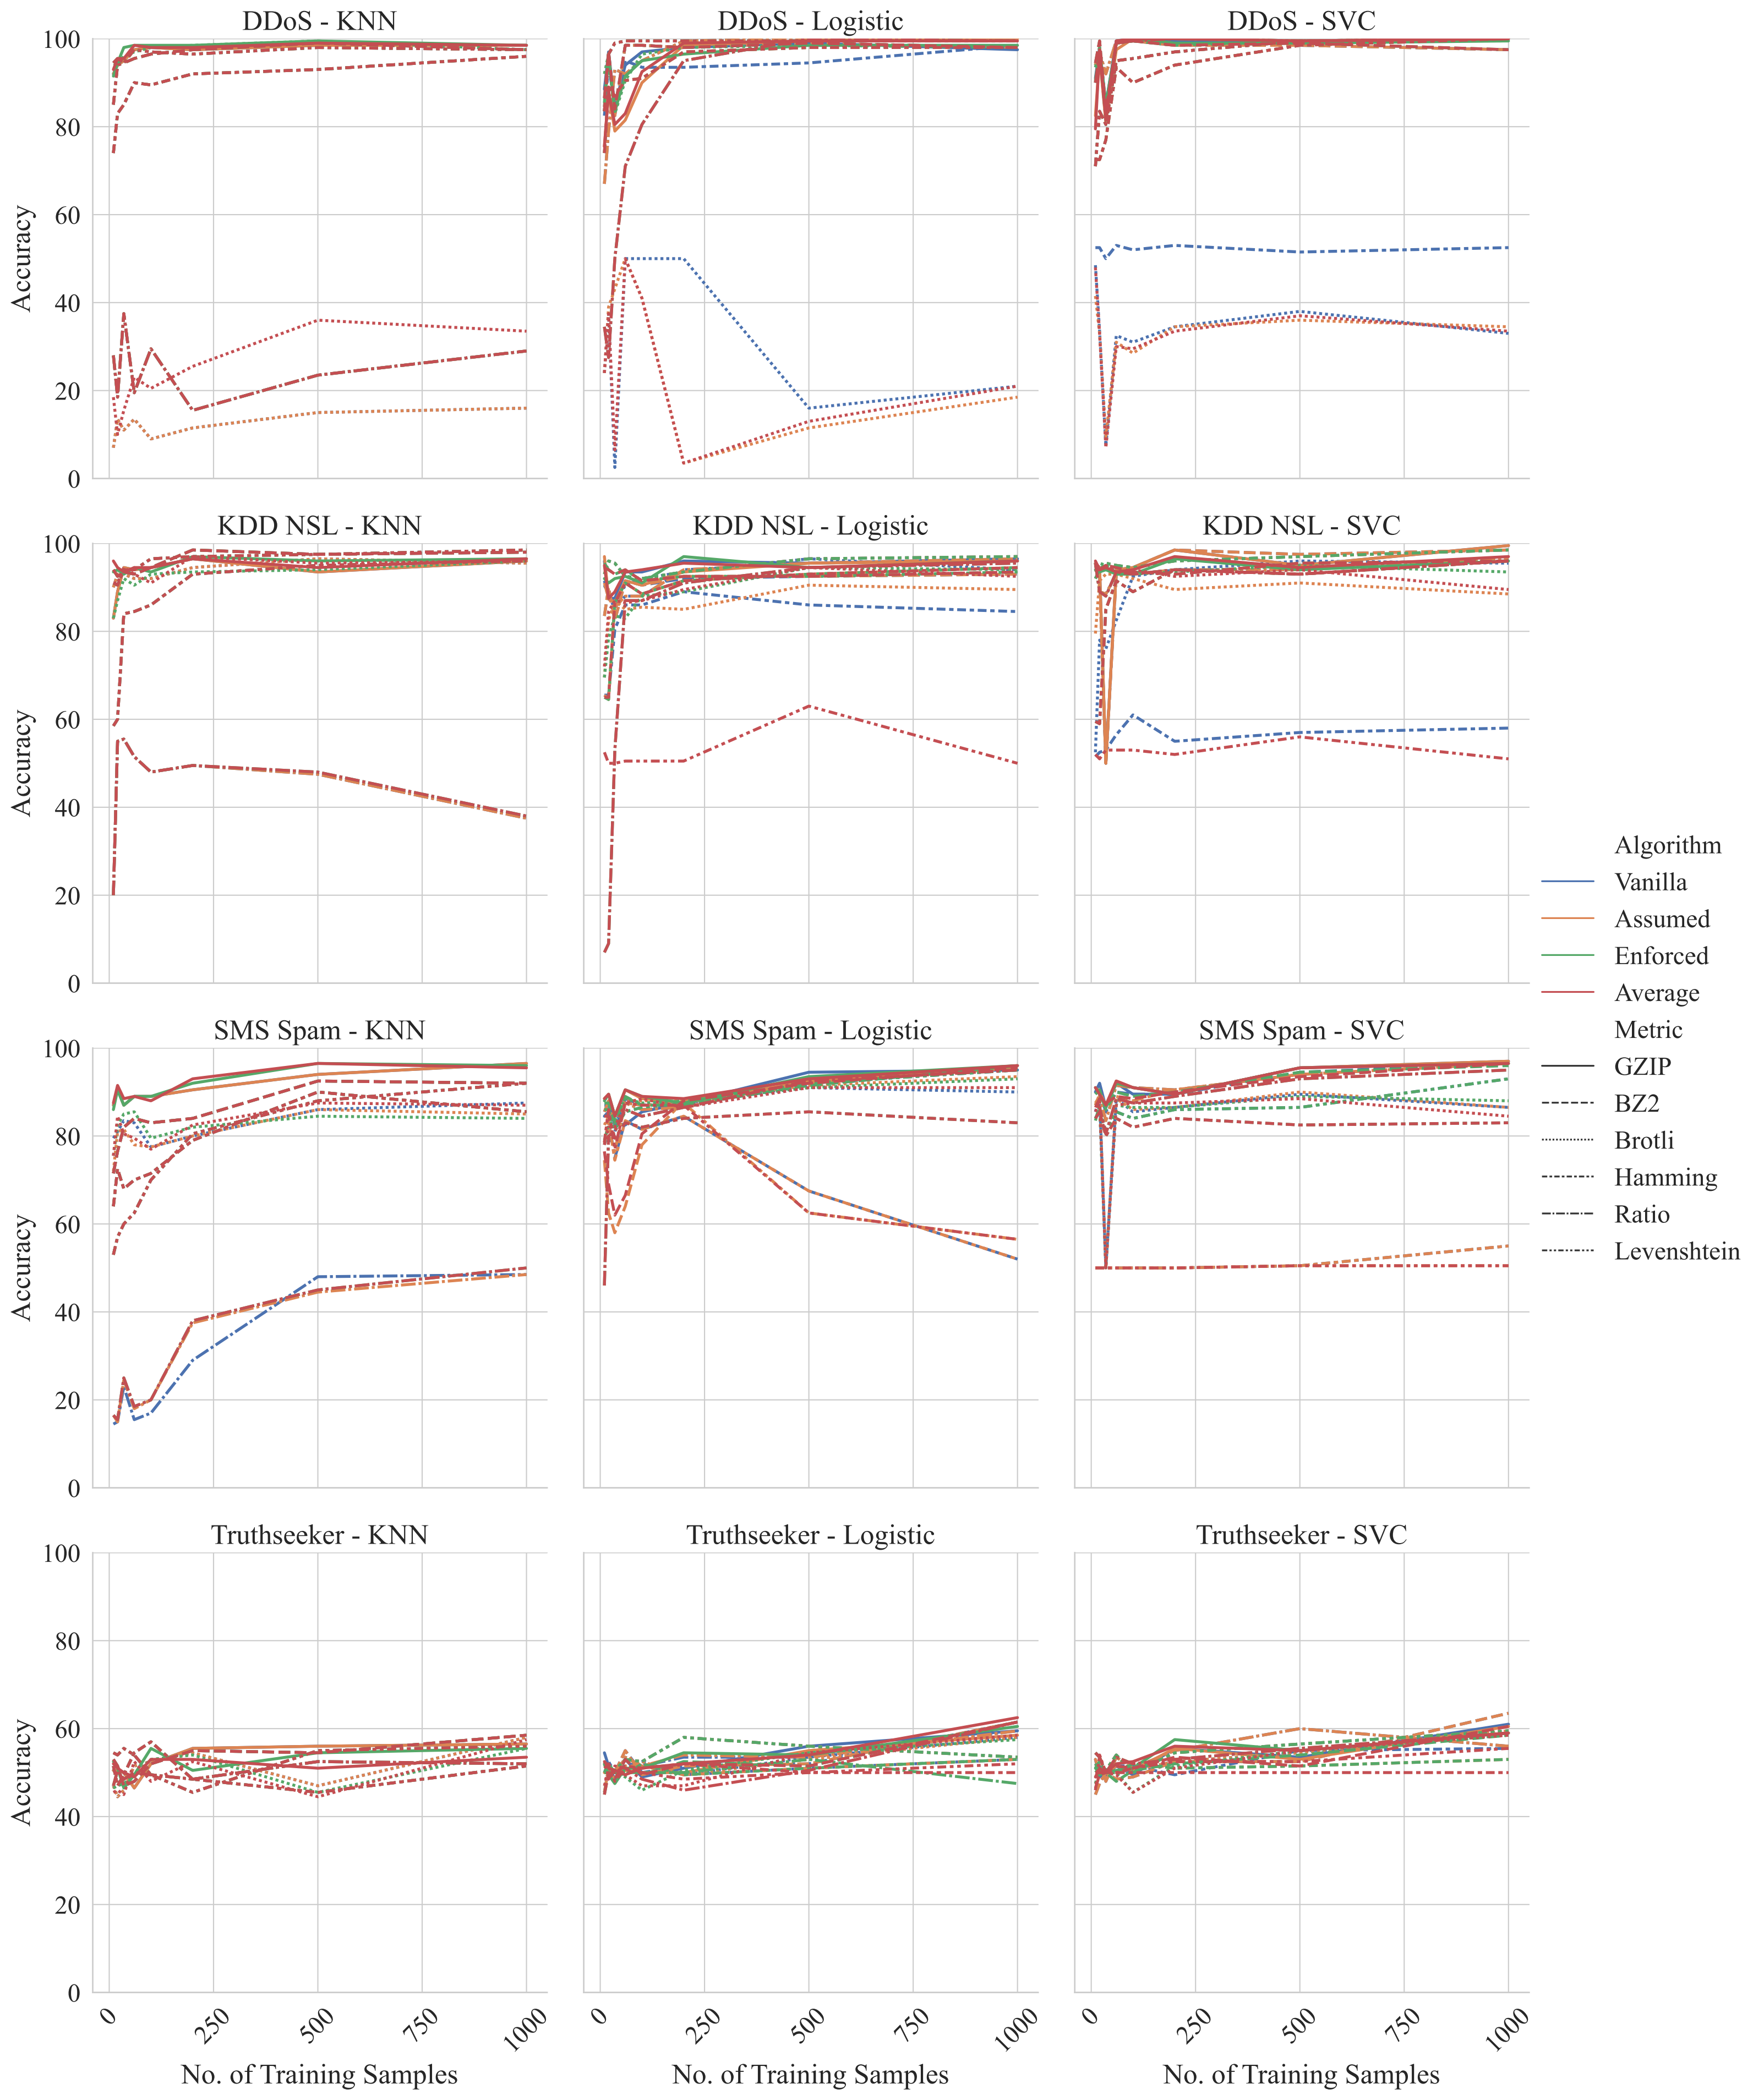 DDoS - KNN
DDoS - Logistic
DDoS - SVC
100
80
60
40
20
0
Accuracy
KDD NSL - KNN
KDD NSL - Logistic
KDD NSL - SVC
100
80
60
40
20
0
Accuracy
SMS Spam - KNN
SMS Spam - Logistic
SMS Spam - SVC
100
80
60
40
20
0
Accuracy
Truthseeker - KNN
Truthseeker - Logistic
Truthseeker - SVC
100
80
60
40
20
0
Accuracy
0
250
500
750
1000
0
250
500
750
1000
0
250
500
750
1000
No. of Training Samples
No. of Training Samples
No. of Training Samples
Algorithm
Vanilla
Assumed
Enforced
Average
Metric
GZIP
BZ2
Brotli
Hamming
Ratio
Levenshtein